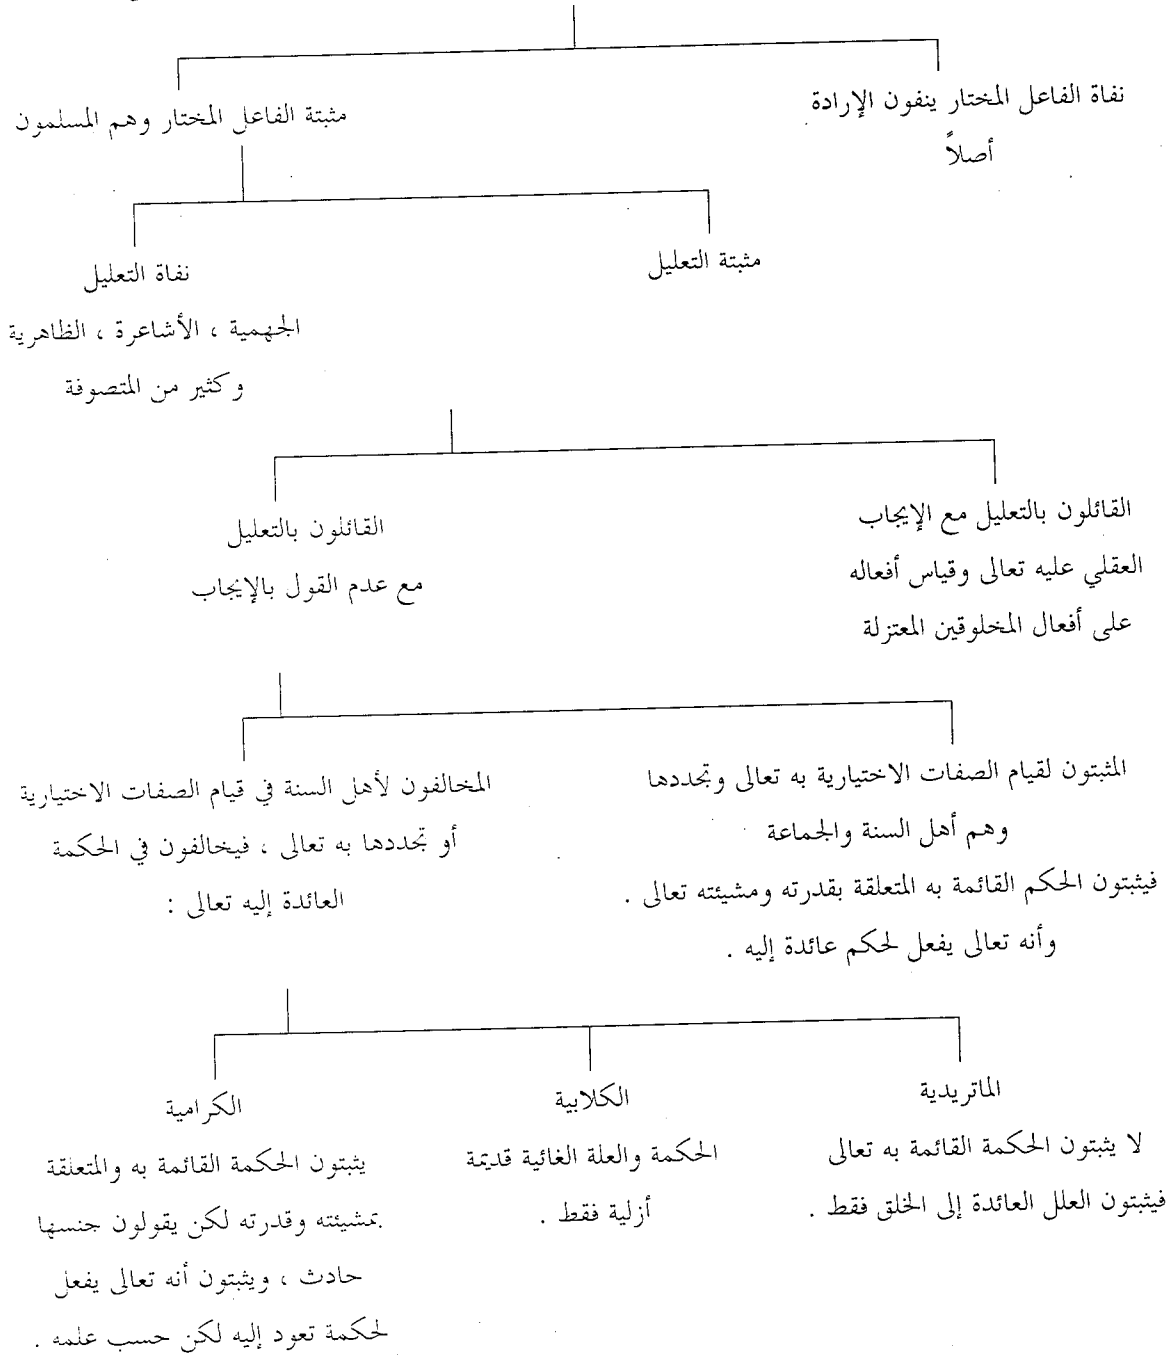 نفاة الفاعل المختار ينفون الإرادة
أصلاً
مثبتة الفاعل المختار وهم المسلمون
مثبتة التعليل
نفاة التعليل
الجهمية ، الأشاعرة ، الظاهرية
وكثير من المتصوفة
القائلون بالتعليل مع الإيجاب
العقلي عليه تعالى وقياس أفعاله
على أفعال المخلوقين المعتزلة
القائلون بالتعليل
مع عدم القول بالإيجاب
المثبتون لقيام الصفات الاختيارية به تعالى وتجددها
وهم أهل السنة والجماعة
فيثبتون الحكم القائمة به المتعلقة بقدرته ومشيئته تعالى .
وأنه تعالى يفعل لحكم عائدة إليه .
المخالفون لأهل السنة في قيام الصفات الاختيارية
أو تجددها به تعالى ، فيخالفون في الحكمة
العائدة إليه تعالى :
الماتريدية
لا يثبتون الحكمة القائمة به تعالى
فيثبتون العلل العائدة إلى الخلق فقط .
الكلابية
الحكمة والعلة الغائية قديمة
أزلية فقط .
الكرامية
يثبتون الحكمة القائمة به والمتعلقة
بمشيئته وقدرته لكن يقولون جنسها
حادث ، ويثبتون أنه تعالى يفعل
لحكمة تعود إليه لكن حسب علمه .